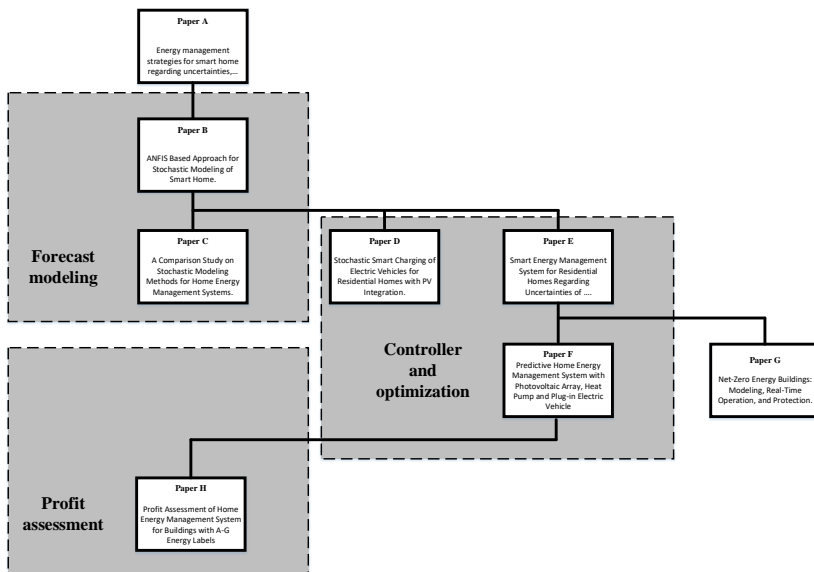 Paper A
Energy management
strategies for smart home
regarding uncertainties,...
Paper B
ANFIS Based Approach for
Stochastic Modeling of
Smart Home.
Forecast
modeling
Paper C
A Comparison Study on
Stochastic Modeling
Methods for Home Energy
Management Systems.
Paper D
Stochastic Smart Charging of
Electric Vehicles for
Residential Homes with PV
Integration.
Paper E
Smart Energy Management
System for Residential
Homes Regarding
Uncertainties of ....
Controller
and
optimization
Paper F
Predictive Home Energy
Management System with
Photovoltaic Array, Heat
Pump and Plug-in Electric
Vehicle
Paper G
Net-Zero Energy Buildings:
Modeling, Real-Time
Operation, and Protection.
Profit
assessment
Paper H
Profit Assessment of Home
Energy Management System
for Buildings with A-G
Energy Labels